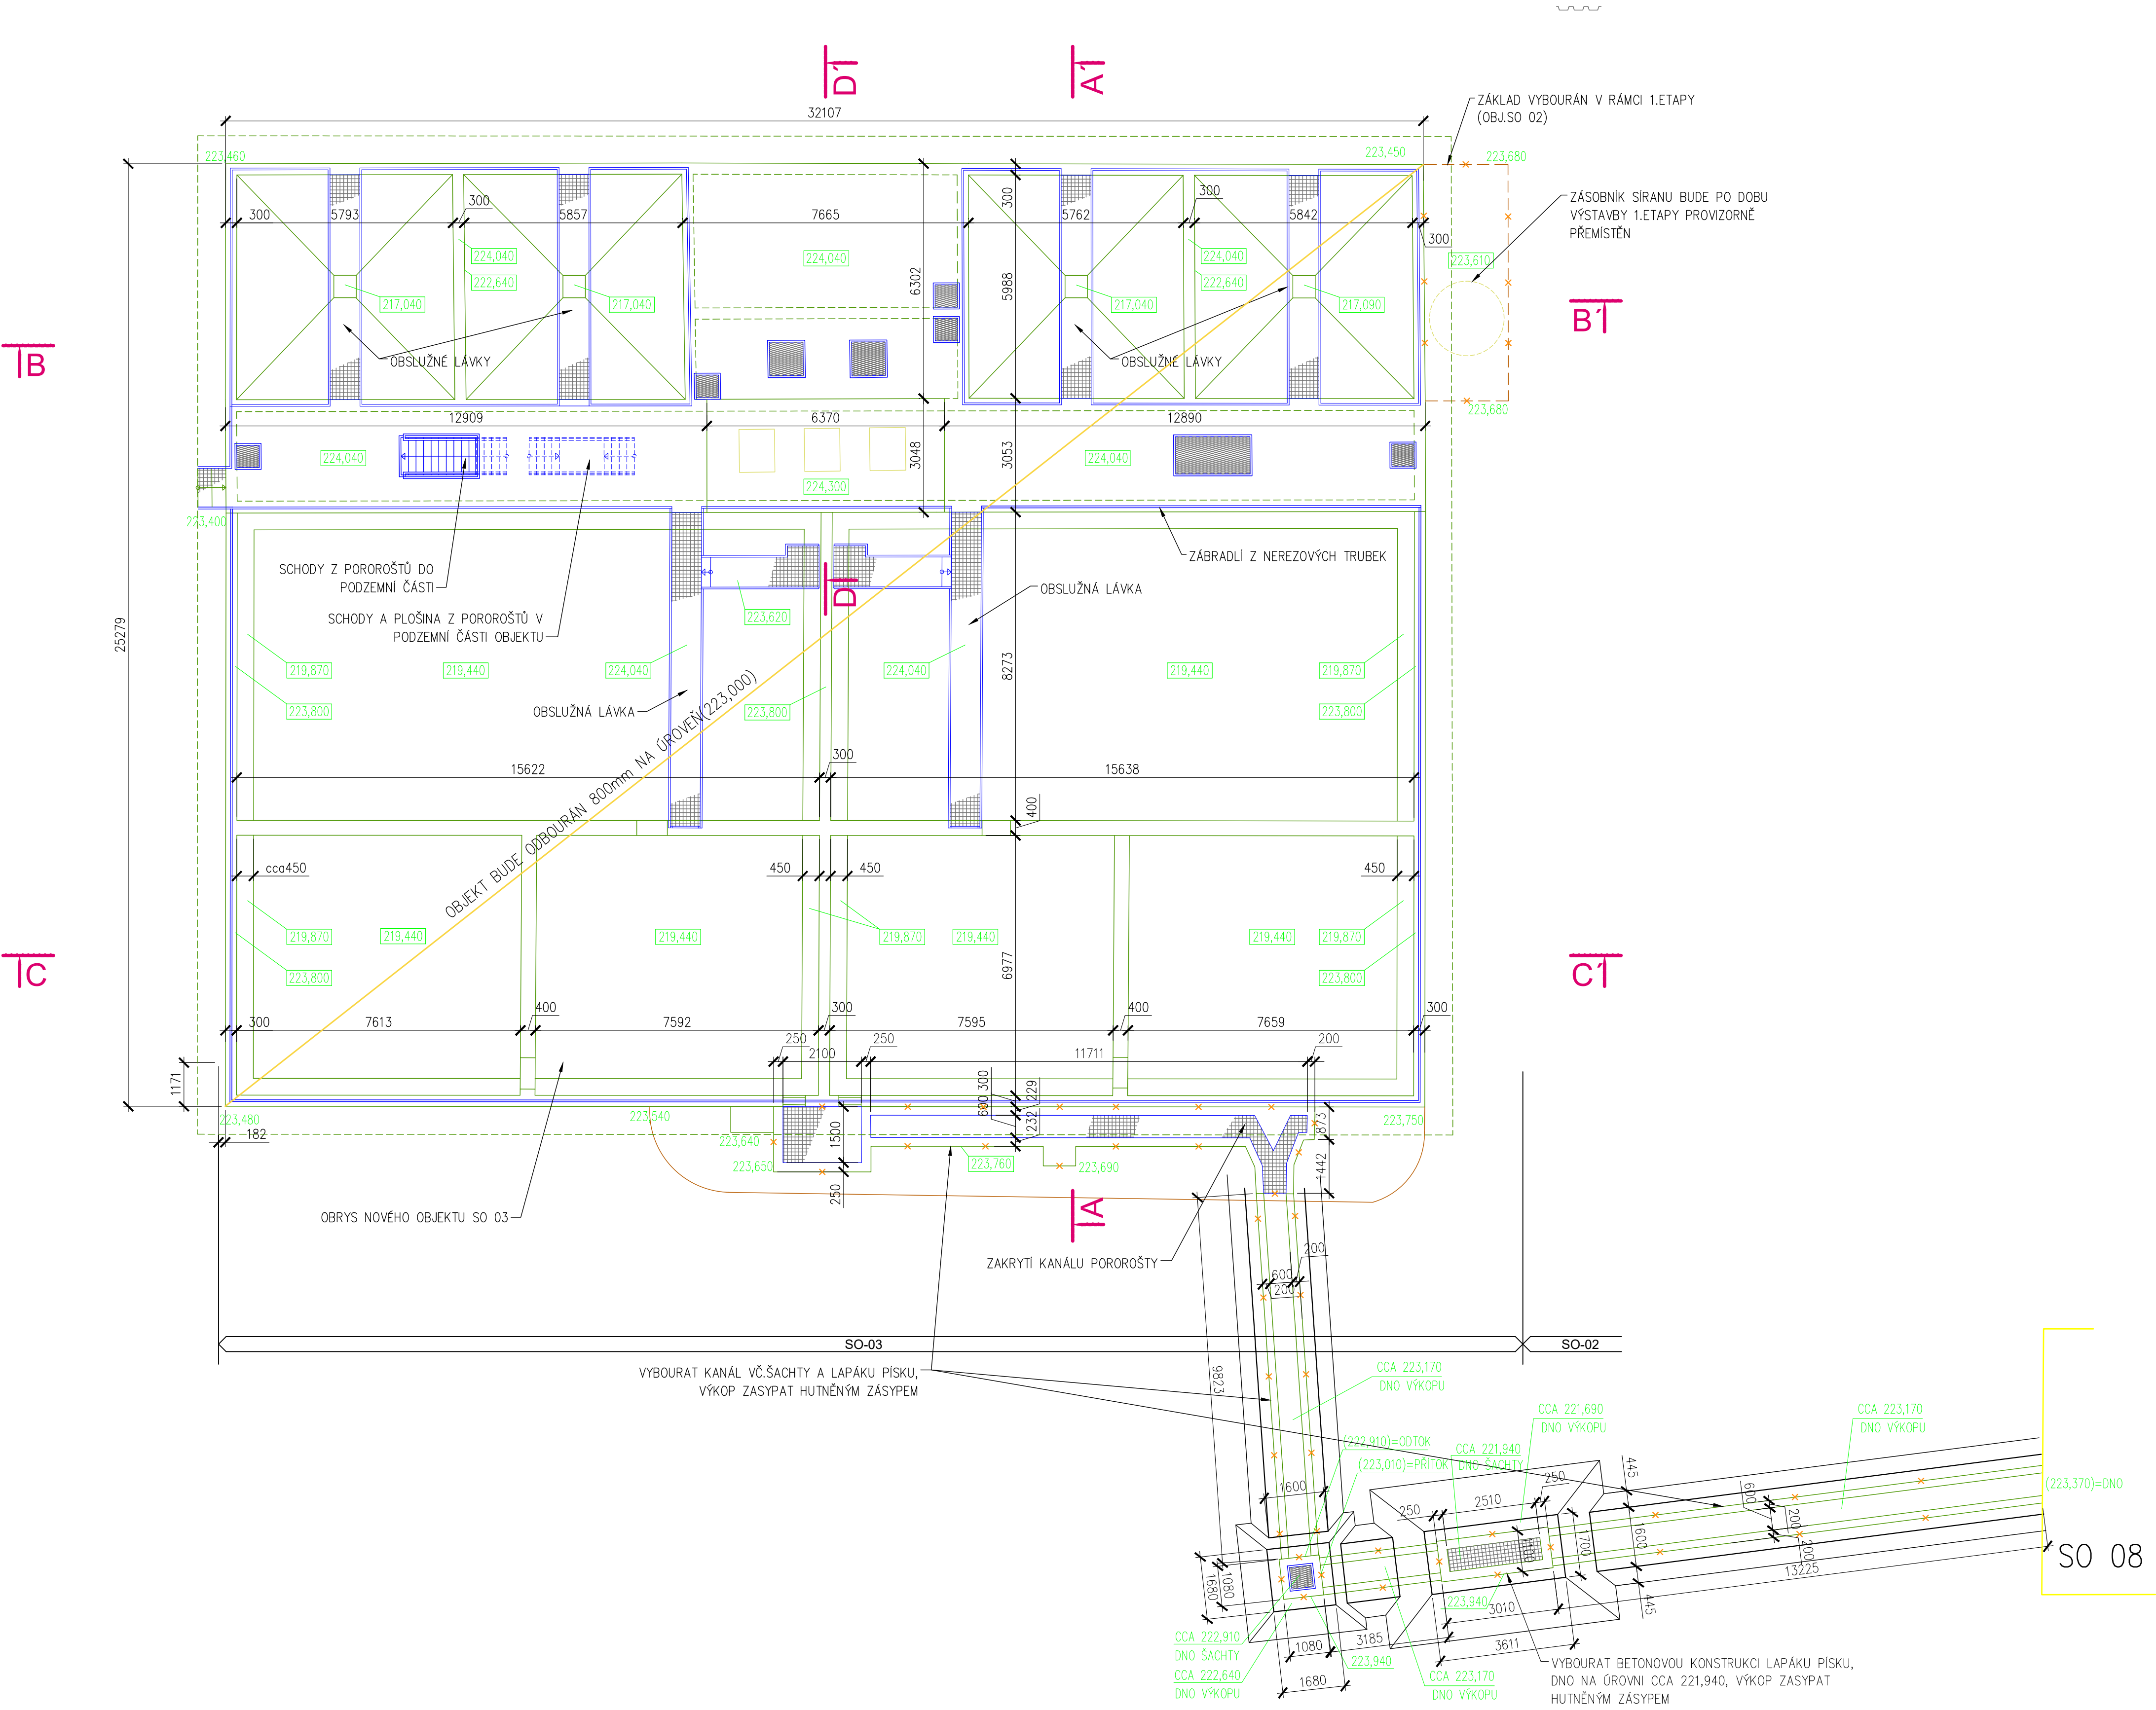 D1'
A1'
32107
ZÁKLAD VYBOURÁN V RÁMCI 1.ETAPY
(OBJ.SO 02)
223,460
223,450
223,680
ZÁSOBNÍK SÍRANU BUDE PO DOBU
VÝSTAVBY 1.ETAPY PROVIZORNĚ
PŘEMÍSTĚN
300
5793
300
5857
7665
300
5762
300
5842
300
224,040
222,640
224,040
224,040
222,640
223,610
6302
5988
217,040
217,040
217,040
217,090
B1'
B
OBSLUŽNÉ LÁVKY
OBSLUŽNÉ LÁVKY
223,680
12909
6370
12890
224,040
3048
3053
224,040
224,300
223,400
ZÁBRADLÍ Z NEREZOVÝCH TRUBEK
SCHODY Z POROROŠTŮ DO
PODZEMNÍ ČÁSTI
D
OBSLUŽNÁ LÁVKA
SCHODY A PLOŠINA Z POROROŠTŮ V
PODZEMNÍ ČÁSTI OBJEKTU
223,620
25279
219,870
219,440
224,040
224,040
8273
219,440
219,870
223,800
OBSLUŽNÁ LÁVKA
223,800
223,800
OBJEKT BUDE ODBOURÁN 800mm NA ÚROVEŇ(223,000)
15622
300
15638
400
cca450
450
450
450
219,870
219,440
219,440
219,870
219,440
219,440
219,870
223,800
6977
223,800
C
C1'
300
7613
400
7592
300
7595
400
7659
300
250
2100
250
11711
200
1171
300
600
229
232
223,480
182
223,540
223,640
223,650
1500
250
223,760
223,690
223,750
873
1442
A
OBRYS NOVÉHO OBJEKTU SO 03
ZAKRYTÍ KANÁLU POROROŠTY
200
600
200
SO-03
SO-02
VYBOURAT KANÁL VČ.ŠACHTY A LAPÁKU PÍSKU,
VÝKOP ZASYPAT HUTNĚNÝM ZÁSYPEM
9823
CCA 223,170
DNO VÝKOPU
CCA 221,690
DNO VÝKOPU
CCA 223,170
DNO VÝKOPU
(222,910)=ODTOK
(223,010)=PŘÍTOK
CCA 221,940
DNO ŠACHTY
(223,370)=DNO
1600
250
2510
250
445
1600
445
600
200
200
1700
13225
SO 08
1080
1680
223,940
3010
3611
1080
3185
1680
223,940
CCA 222,910
DNO ŠACHTY
CCA 222,640
DNO VÝKOPU
CCA 223,170
DNO VÝKOPU
VYBOURAT BETONOVOU KONSTRUKCI LAPÁKU PÍSKU,
DNO NA ÚROVNI CCA 221,940, VÝKOP ZASYPAT
HUTNĚNÝM ZÁSYPEM